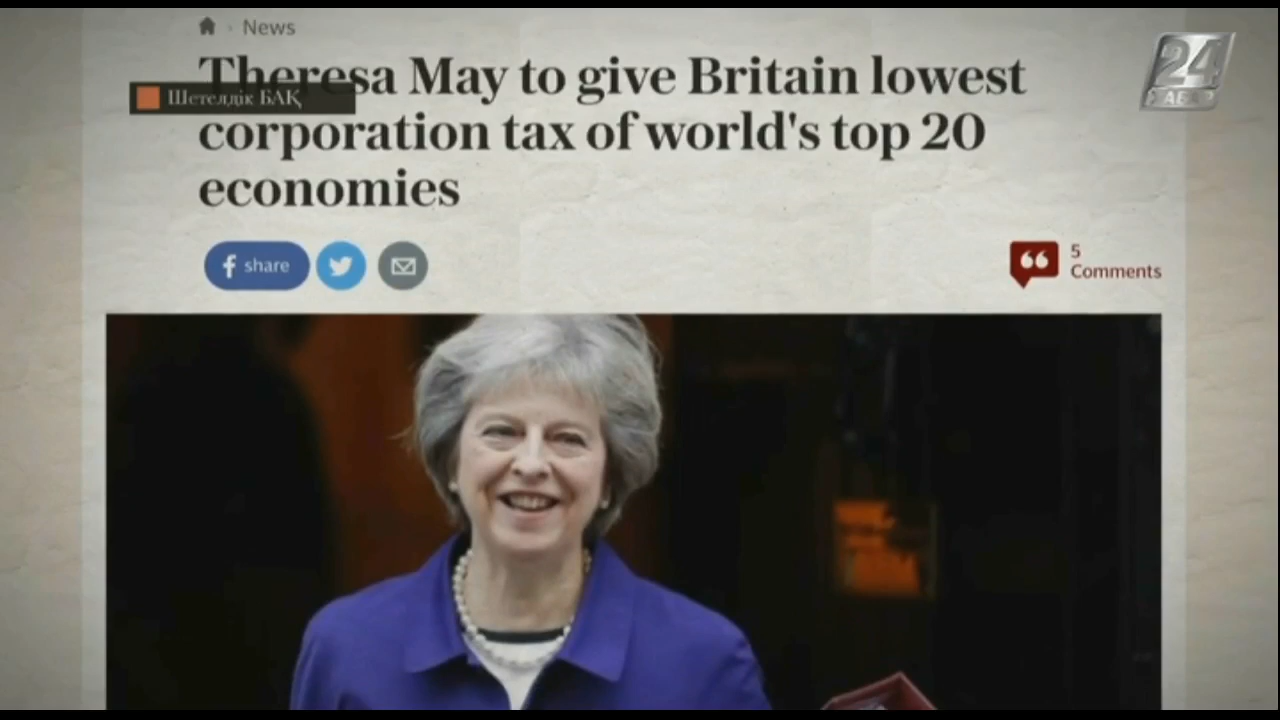 News
Theresa May to give Britain lowest
Шетелдік БАҚ
corporation tax of world's top 20
economies
share
5
Comments
24
ХАБАР